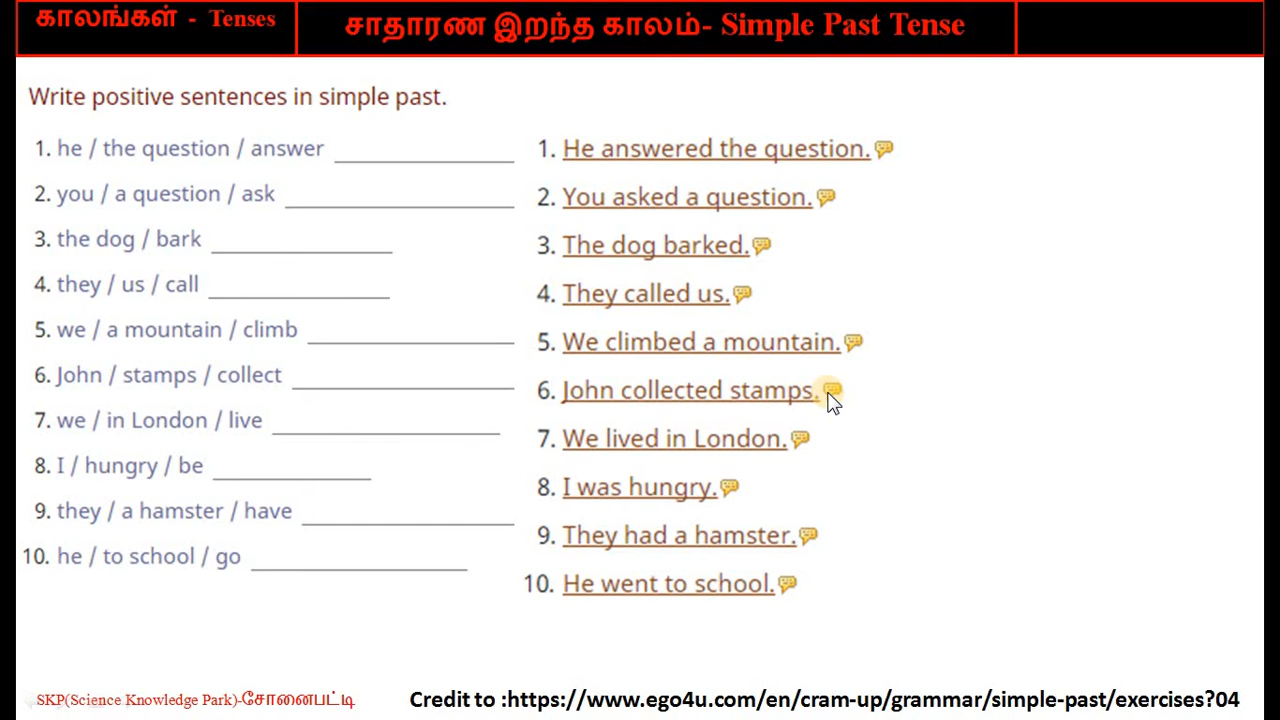 காலங்கள் - Tenses
சாதாரண இறந்த காலம்- Simple Past Tense
Write positive sentences in simple past.
1. he / the question / answer
2. you / a question / ask
3. the dog / bark
4. they / us / call
5. we / a mountain / climb
6. John / stamps / collect
7. we / in London / live
8. I / hungry / be
9. they / a hamster / have
10. he / to school / go
1. He answered the question.
2. You asked a question.
3. The dog barked.
4. They called us.
5. We climbed a mountain.
6. John collected stamps.
7. We lived in London.
8. I was hungry.
9. They had a hamster.
10. He went to school.
SKP(Science Knowledge Park)-சோனைபட்டி
Credit to :https://www.ego4u.com/en/cram-up/grammar/simple-past/exercises?04